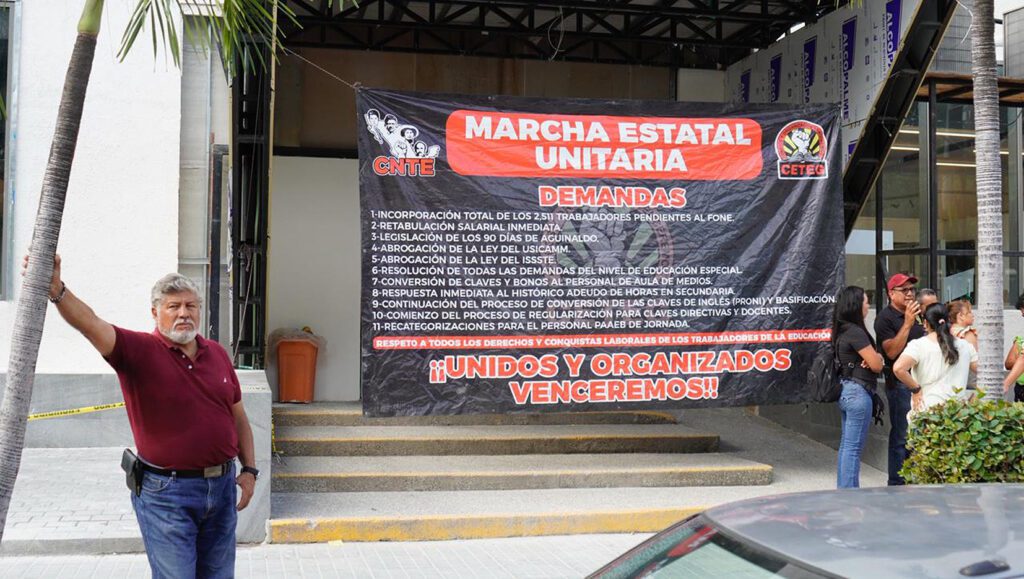 CNTE
MARCHA ESTATAL
UNITARIA
CETEG
DEMANDAS
1-INCORPORACIÓN TOTAL DE LOS 2,511 TRABAJADORES PENDIENTES AL FONE.
2-RETABULACIÓN SALARIAL INMEDIATA.
3-LEGISLACIÓN DE LOS 90 DÍAS DE AGUINALDO.
4-ABROGACIÓN DE LA LEY DEL USICAMM.
5-ABROGACIÓN DE LA LEY DEL ISSSTE.
6-RESOLUCIÓN DE TODAS LAS DEMANDAS DEL NIVEL DE EDUCACIÓN ESPECIAL.
7-CONVERSIÓN DE CLAVES Y BONOS AL PERSONAL DE AULA DE MEDIOS.
8-RESPUESTA INMEDIATA AL HISTÓRICO ADEUDO DE HORAS EN SECUNDARIA.
9-CONTINUACIÓN DEL PROCESO DE CONVERSIÓN DE LAS CLAVES DE INGLÉS (PRONI) Y BASIFICACIÓN.
10-COMIENZO DEL PROCESO DE REGULARIZACIÓN PARA CLAVES DIRECTIVAS Y DOCENTES.
11-RECATEGORIZACIONES PARA EL PERSONAL PAAEB DE JORNADA.
RESPETO A TODOS LOS DERECHOS Y CONQUISTAS LABORALES DE LOS TRABAJADORES DE LA EDUCACIÓN
¡¡UNIDOS Y ORGANIZADOS
VENCEREMOS!!
ALCOPALM